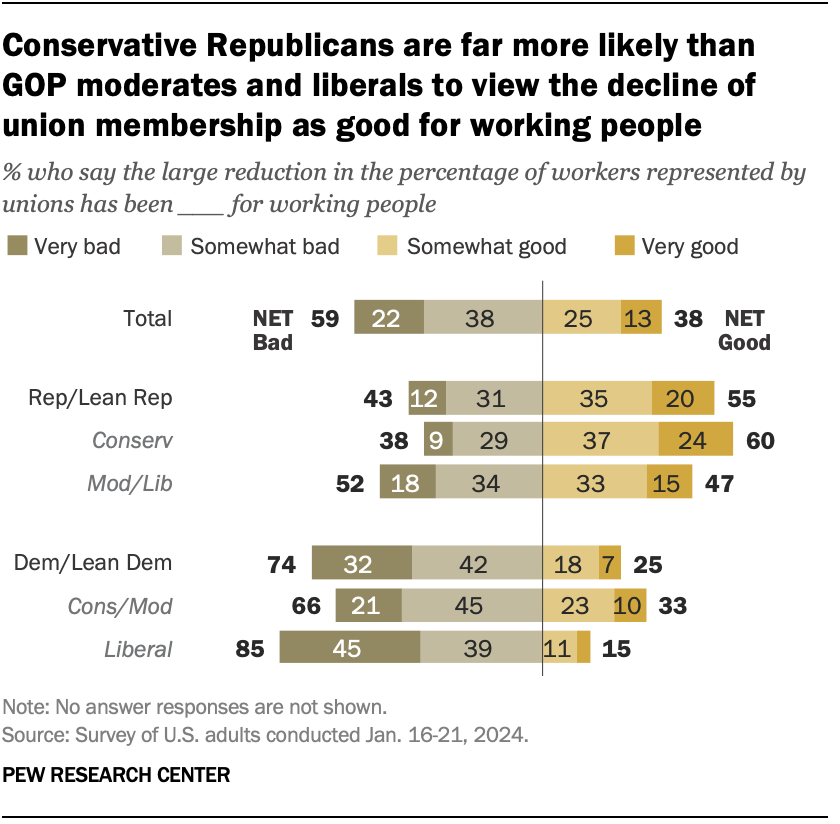 Conservative Republicans are far more likely than
GOP moderates and liberals to view the decline of
union membership as good for working people
% who say the large reduction in the percentage of workers represented by
unions has been ___ for working people
Very bad Somewhat bad Somewhat good Very good
Total NET Bad 59 22 38 25 13 38 NET Good
Rep/Lean Rep 43 12 31 35 20 55
Conserv 38 9 29 37 24 60
Mod/Lib 52 18 34 33 15 47
Dem/Lean Dem 74 32 42 18 7 25
Cons/Mod 66 21 45 23 10 33
Liberal 85 45 39 11 15
Note: No answer responses are not shown.
Source: Survey of U.S. adults conducted Jan. 16-21, 2024.
PEW RESEARCH CENTER